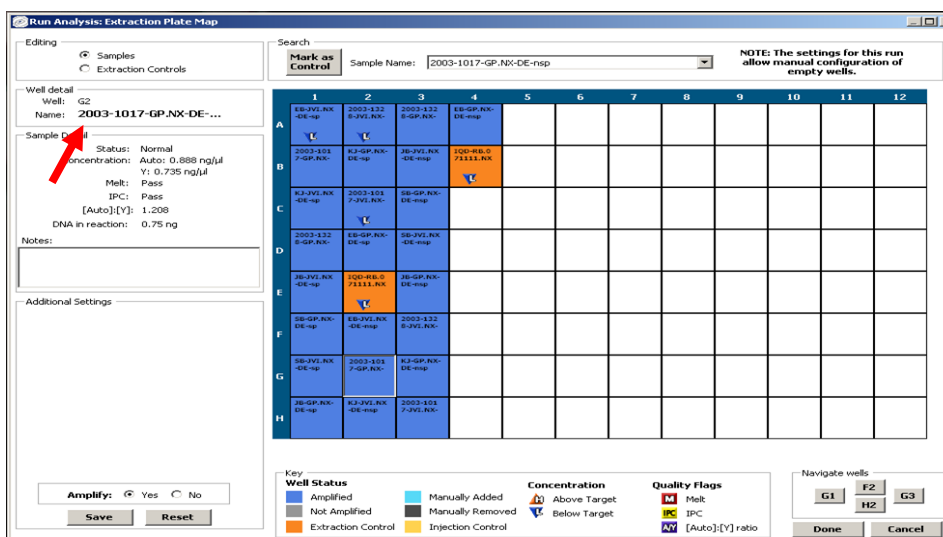 Run Analysis: Extraction Plate Map
Editing
Samples
Extraction Controls
Search
Mark as
Control
Sample Name:
2003-1017-GP.NX-DE-nsp
NOTE: The settings for this run
allow manual configuration of
empty wells.
Well detail
Well: G2
Name: 2003-1017-GP.NX-DE-...
Status: Normal
Auto: 0.888 ng/µl
Y: 0.735 ng/µl
Melt: Pass
IPC: Pass
[Auto]:[Y]: 1.208
DNA in reaction: 0.75 ng
Notes:
Additional Settings
Amplify: Yes No
Save Reset
1 2 3 4 5 6 7 8 9 10 11 12
A
EB-JVI.NX
-DE-sp
2003-132
8-JVI.NX-
2003-132
8-GP.NX-
EB-GP.NX-
DE-nsp
B
2003-101
7-GP.NX-
KJ-GP.NX-
DE-sp
JB-JVI.NX
-DE-nsp
IQD-RB.0
71111.NX
C
KJ-JVI.NX
-DE-sp
2003-101
7-JVI.NX-
SB-GP.NX-
DE-nsp
D
2003-132
8-GP.NX-
EB-GP.NX-
DE-sp
SB-JVI.NX
-DE-nsp
E
JB-JVI.NX
-DE-sp
IQD-RB.0
71111.NX
JB-GP.NX-
DE-nsp
F
SB-GP.NX-
DE-sp
EB-JVI.NX
-DE-nsp
2003-132
8-JVI.NX-
G
SB-JVI.NX
-DE-sp
2003-101
7-GP.NX-
KJ-GP.NX-
DE-nsp
H
JB-GP.NX-
DE-sp
KJ-JVI.NX
-DE-nsp
2003-101
7-JVI.NX-
Key
Well Status
Amplified
Not Amplified
Extraction Control
Manually Added
Manually Removed
Injection Control
Concentration
Above Target
Below Target
Quality Flags
M Melt
IPC IPC
A/Y [Auto]:[Y] ratio
Navigate wells
G1 F2 G3
H2
Done Cancel